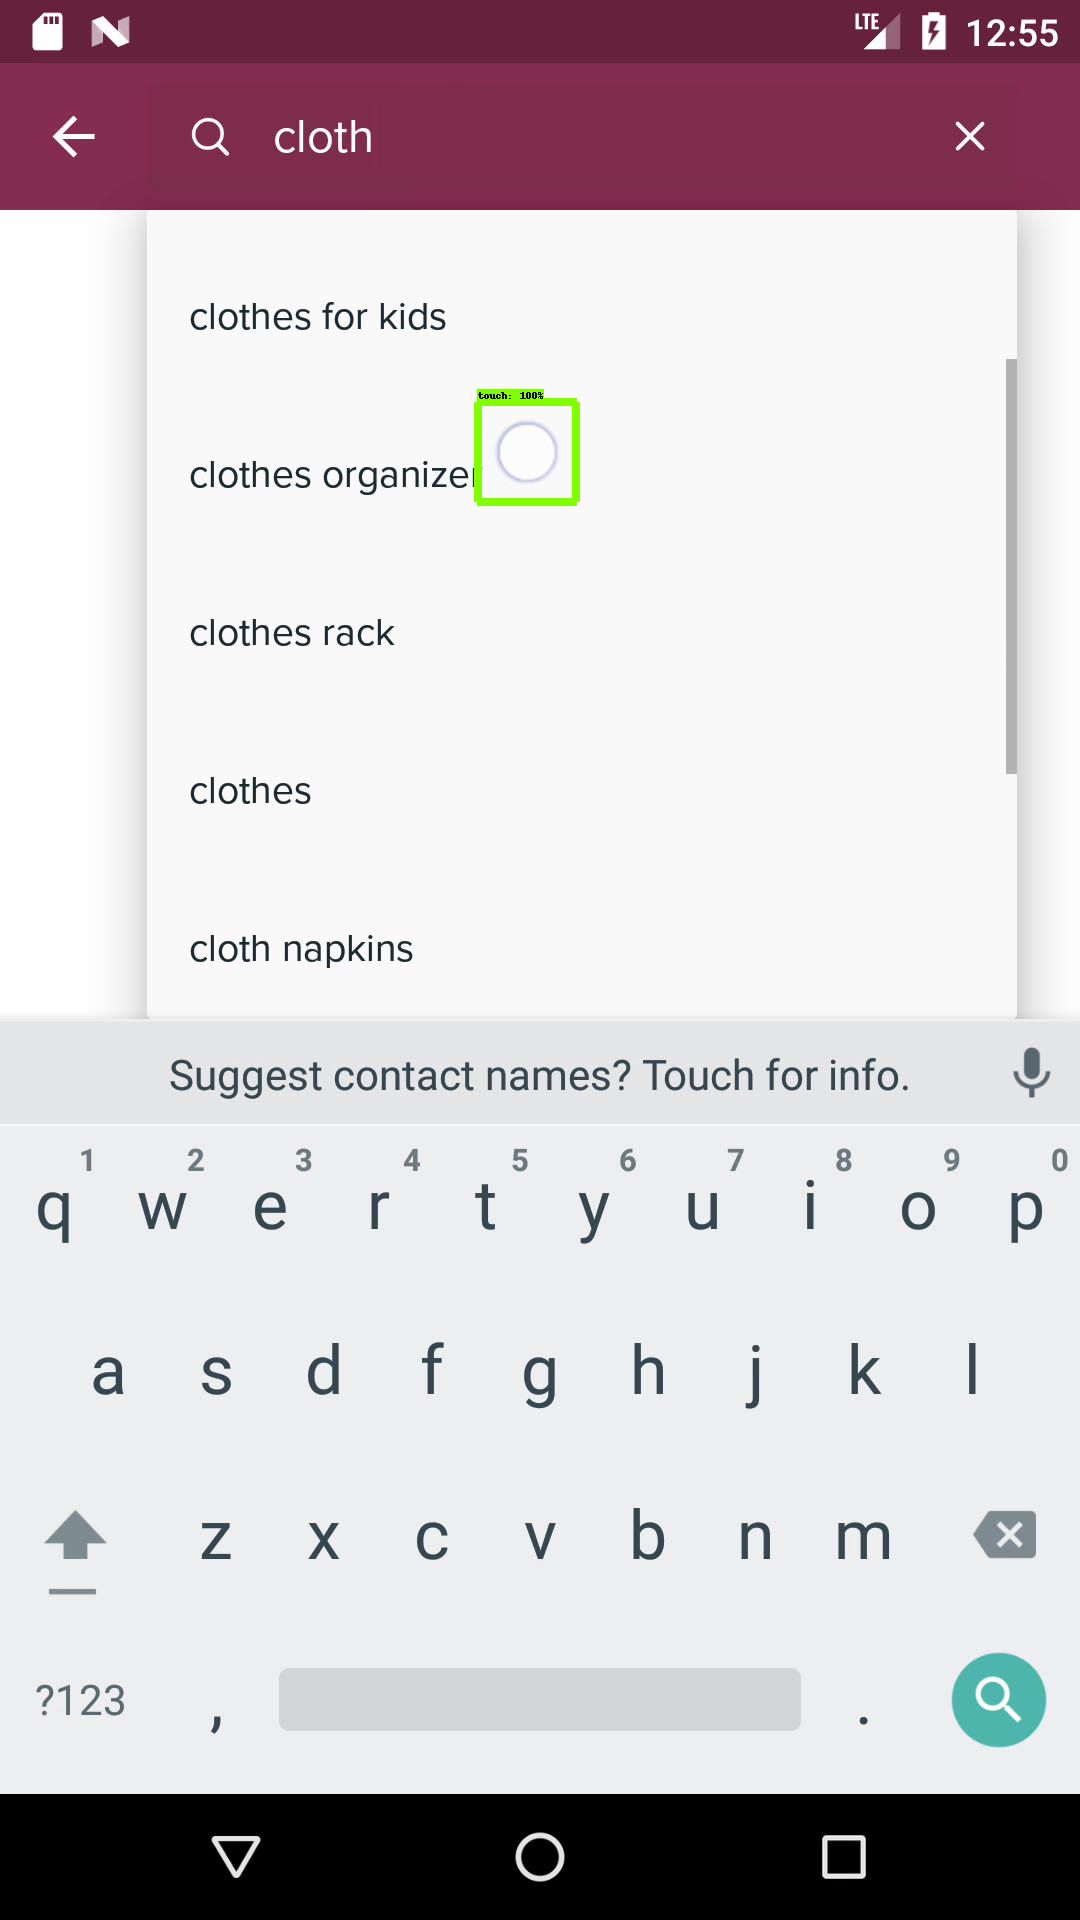 LTE 12:55
cloth
clothes for kids
touch: 100%
clothes organizer
clothes rack
clothes
cloth napkins
Suggest contact names? Touch for info.
1 2 3 4 5 6 7 8 9 0
q w e r t y u i o p
a s d f g h j k l
z x c v b n m
?123 , .